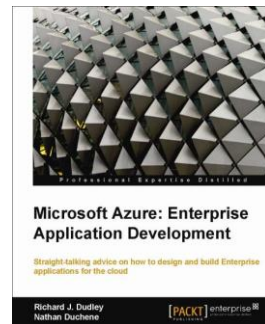 Professional Expertise Distilled
Microsoft Azure: Enterprise
Application Development
Straight-talking advice on how to design and build Enterprise
applications for the cloud
Richard J. Dudley
Nathan Duchene
[PACKT] enterprise
PUBLISHING